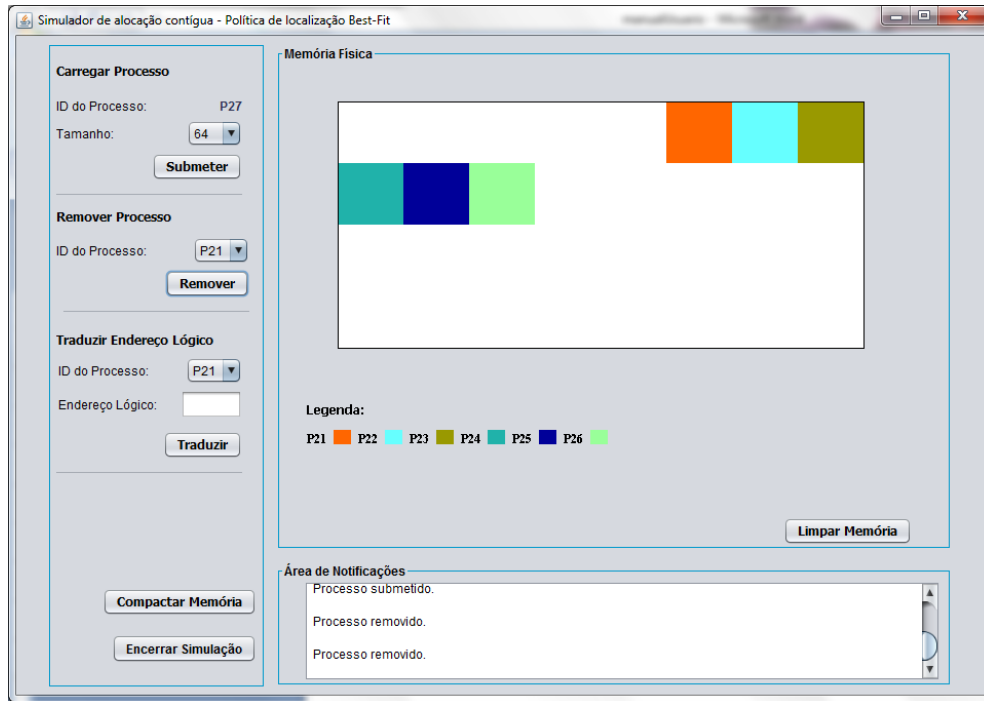 Simulador de alocação contígua - Política de localização Best-Fit
Carregar Processo
ID do Processo: P27
Tamanho: 64
Submeter
Remover Processo
ID do Processo: P21
Remover
Traduzir Endereço Lógico
ID do Processo: P21
Endereço Lógico:
Traduzir
Compactar Memória
Encerrar Simulação
Memória Física
Legenda:
P21 P22 P23 P24 P25 P26
Limpar Memória
Área de Notificações
Processo submetido.
Processo removido.
Processo removido.